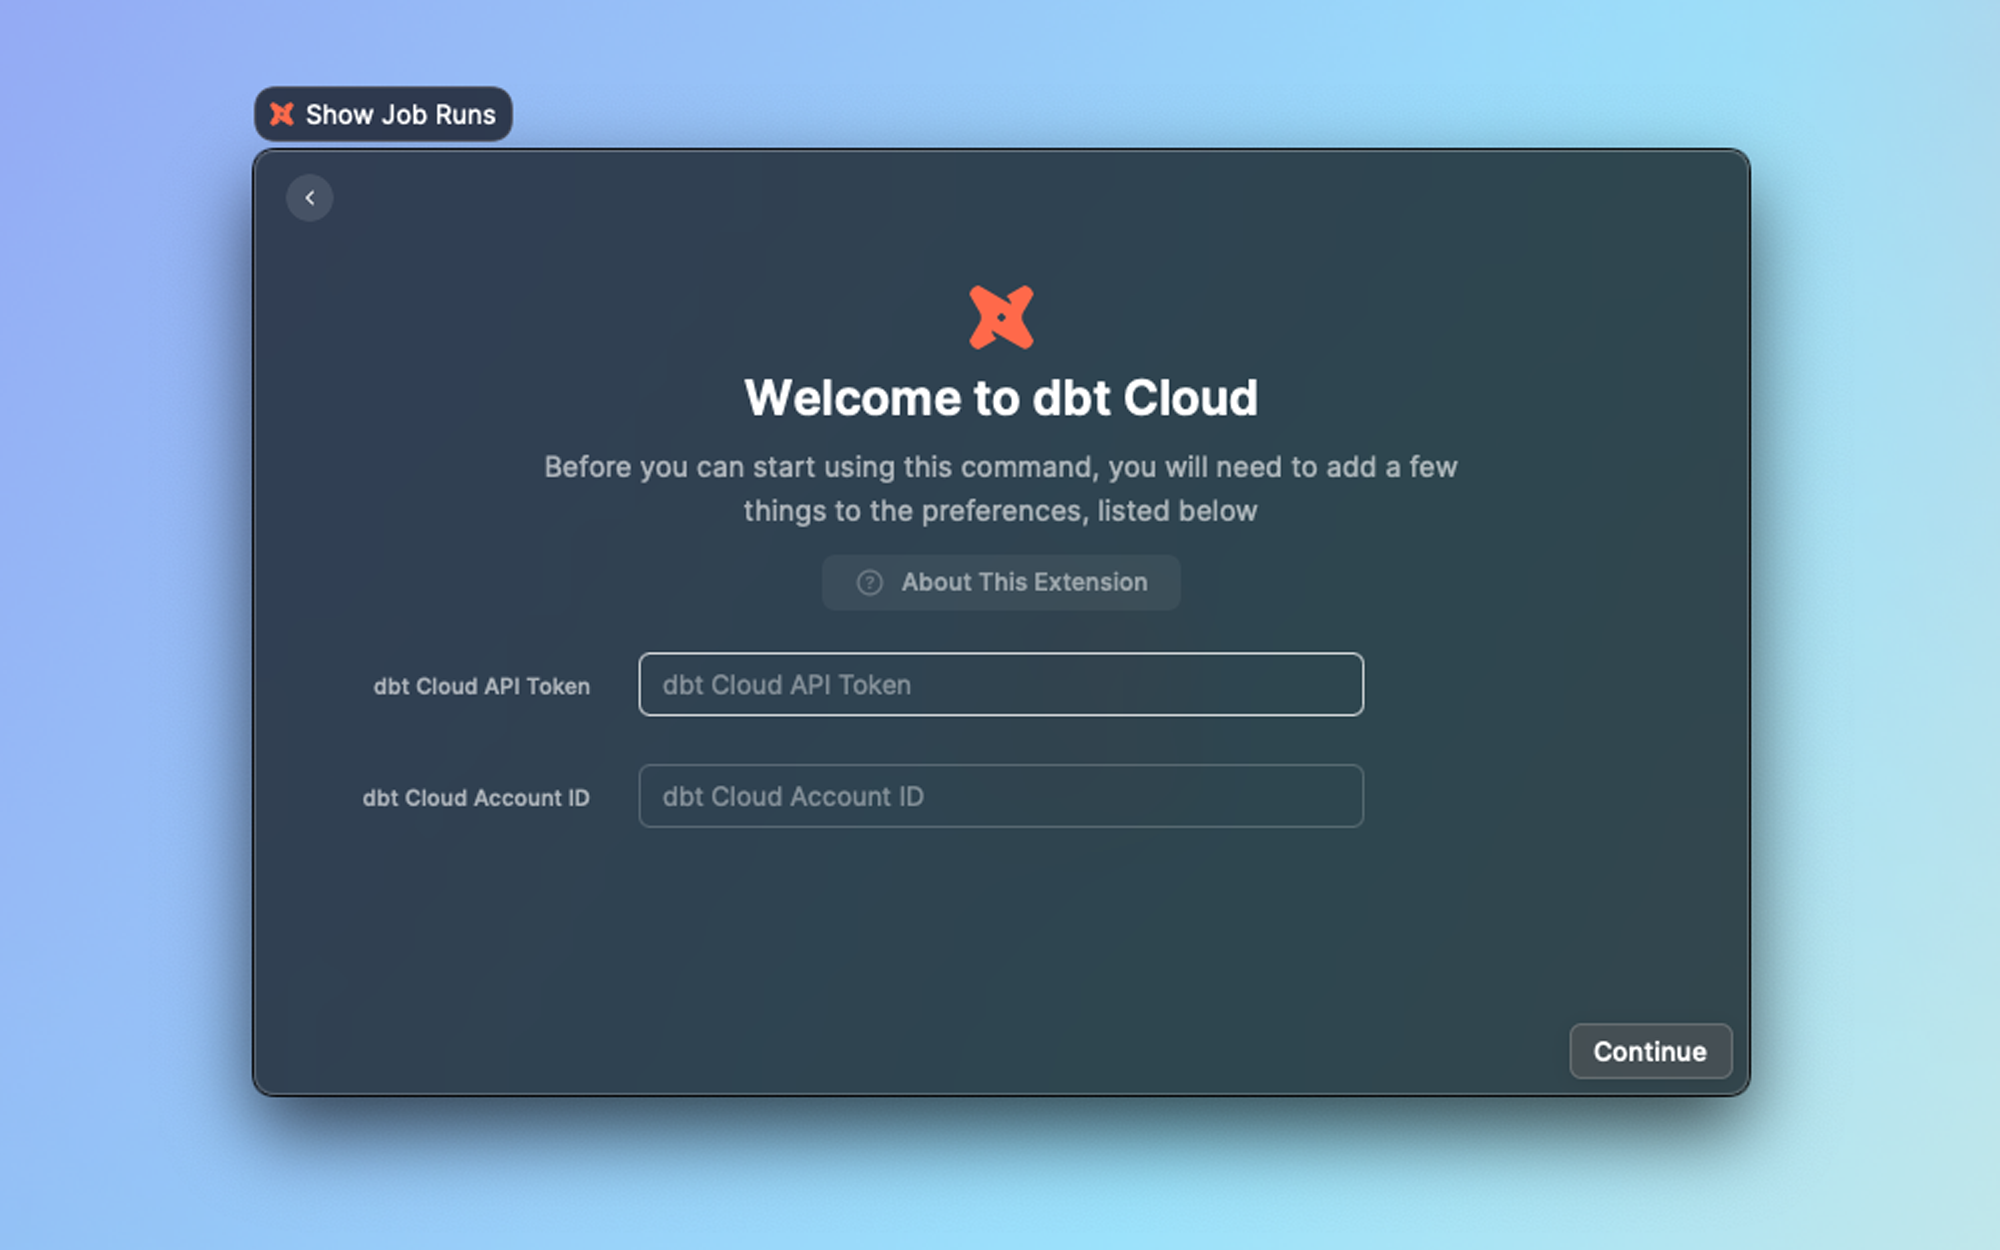 Show Job Runs
Welcome to dbt Cloud
Before you can start using this command, you will need to add a few
things to the preferences, listed below
About This Extension
dbt Cloud API Token
dbt Cloud API Token
dbt Cloud Account ID
dbt Cloud Account ID
Continue